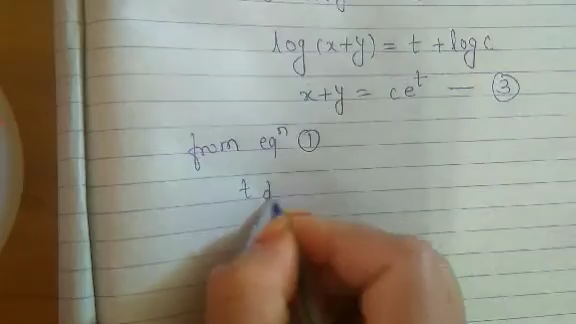 log(x+y) = t + log c
x+y = ce^t — ③
from eqⁿ ①
t d